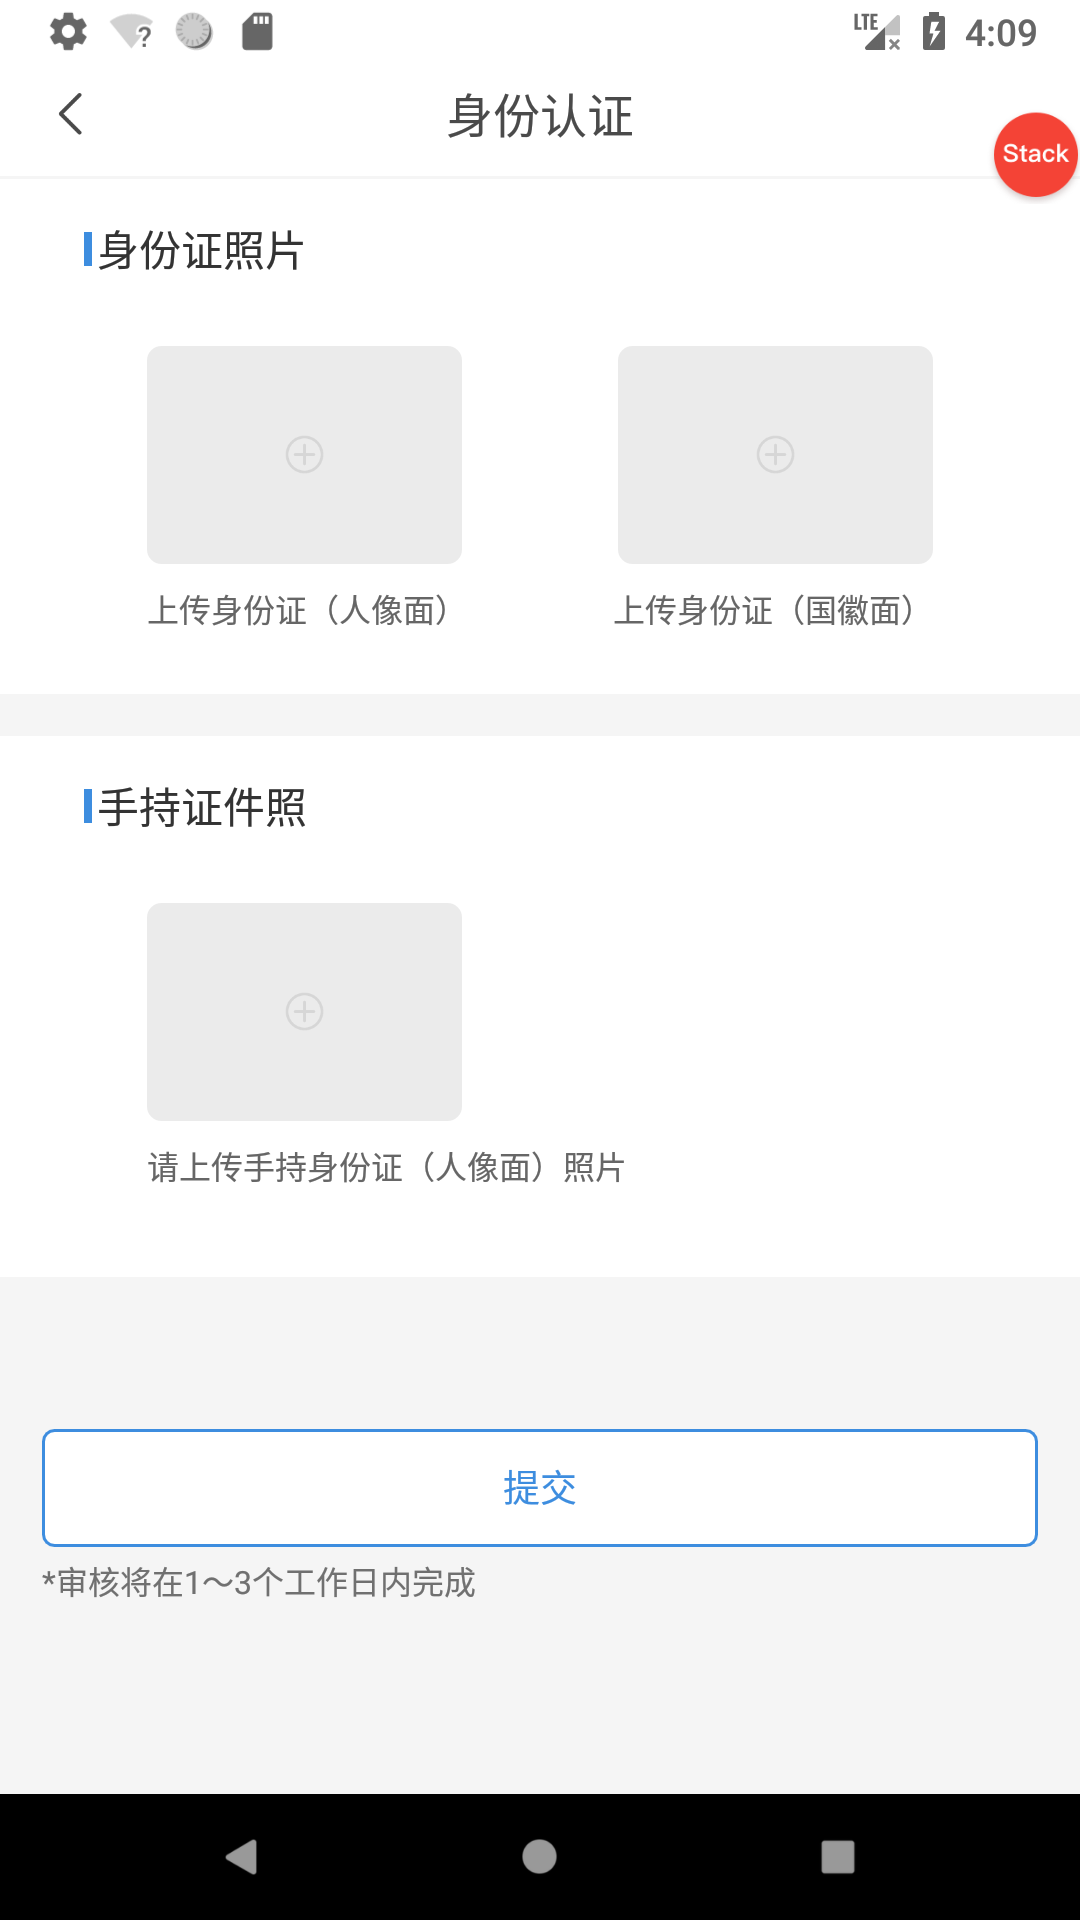 LTE 4:09
身份认证
Stack
身份证照片
上传身份证（人像面） 上传身份证（国徽面）
手持证件照
请上传手持身份证（人像面）照片
提交
*审核将在1～3个工作日内完成